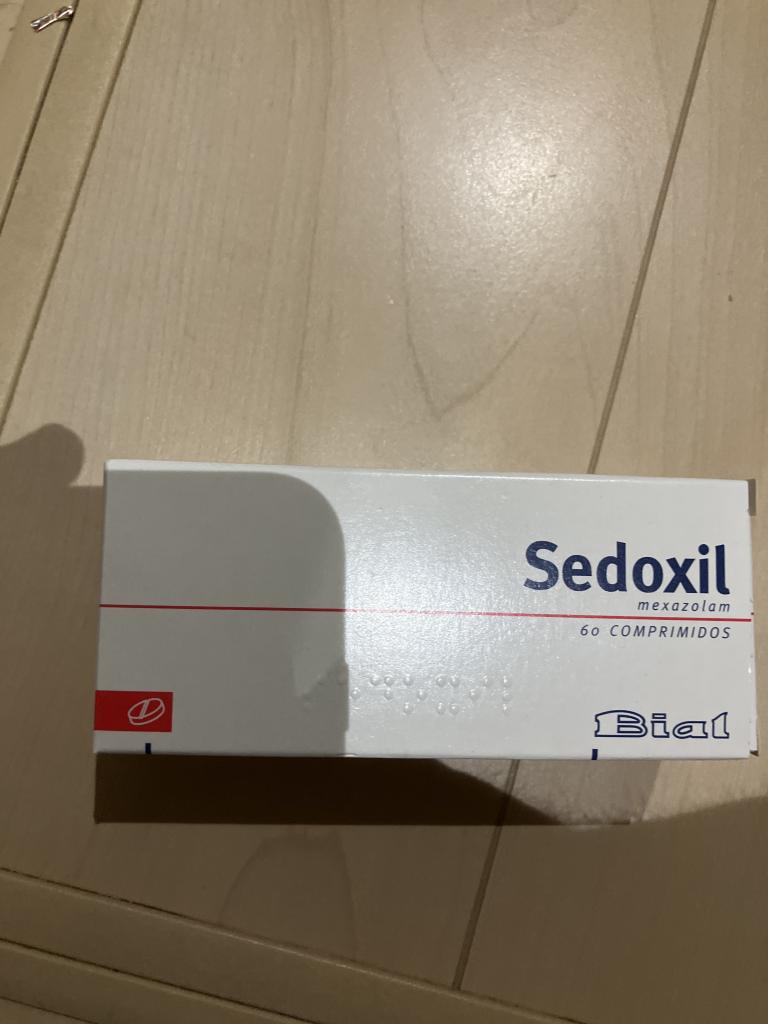 Sedoxil
mexazolam
60 COMPRIMIDOS
Bial